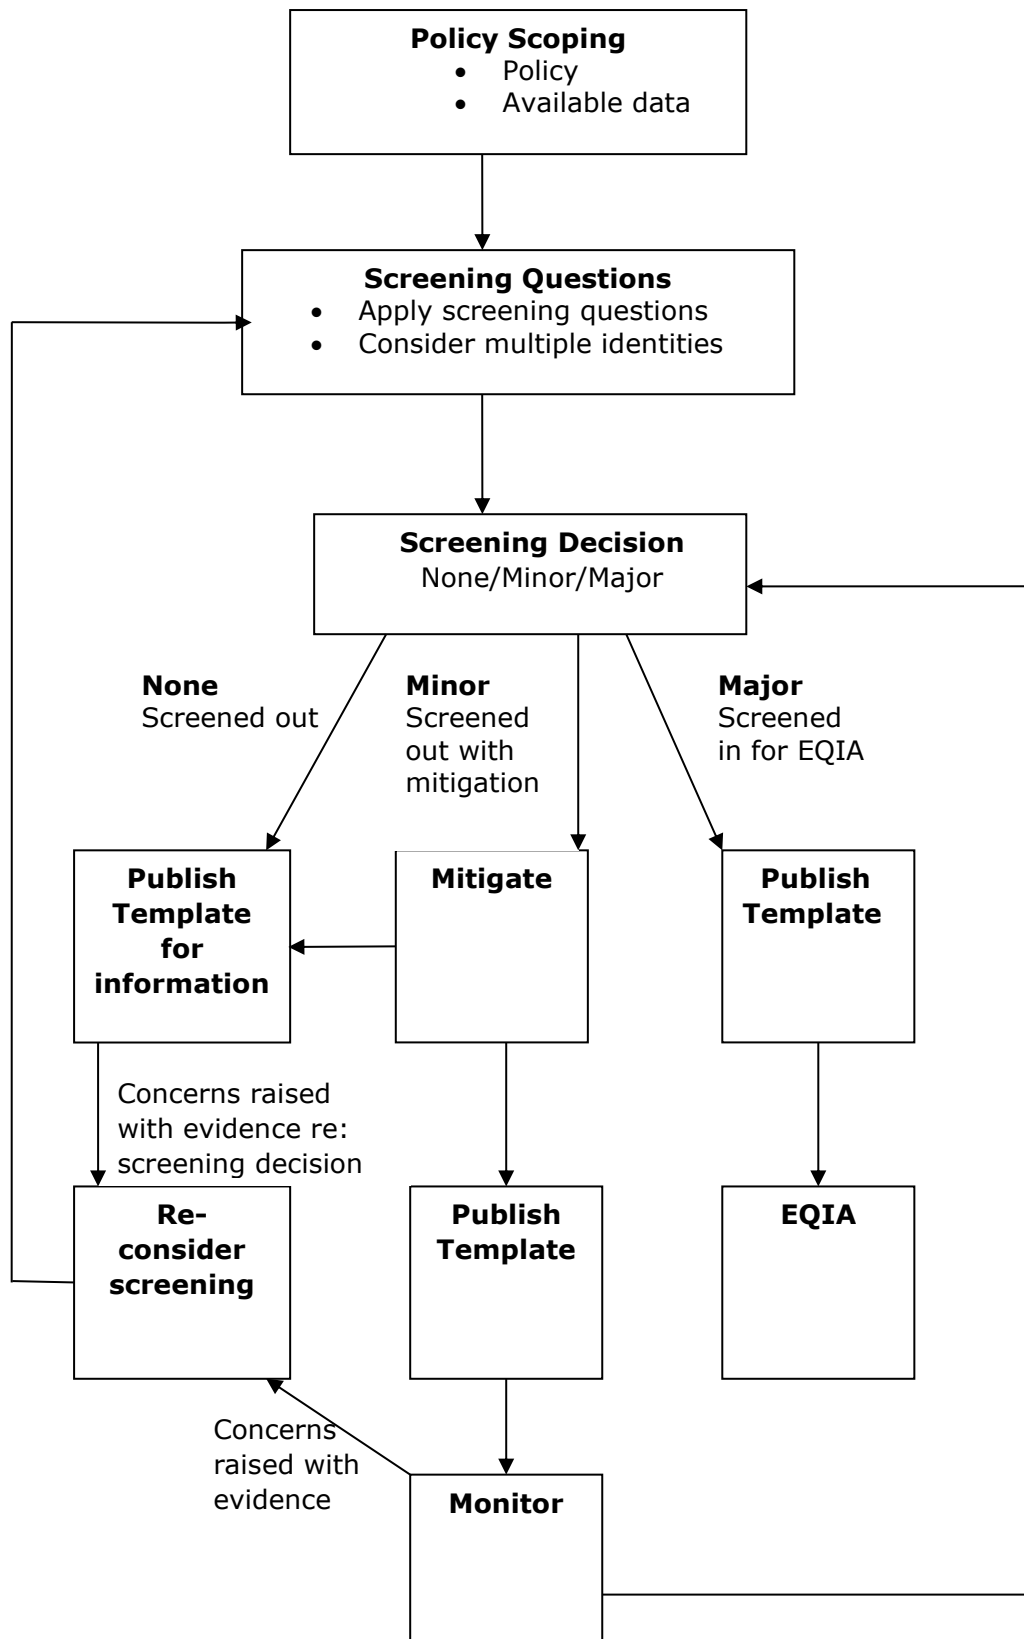 Policy Scoping
• Policy
• Available data
Screening Questions
• Apply screening questions
• Consider multiple identities
Screening Decision
None/Minor/Major
None
Screened out
Minor
Screened
out with
mitigation
Major
Screened
in for EQIA
Publish
Template
for
information
Mitigate
Publish
Template
Concerns raised
with evidence re:
screening decision
Re-
consider
screening
Publish
Template
EQIA
Concerns
raised with
evidence
Monitor